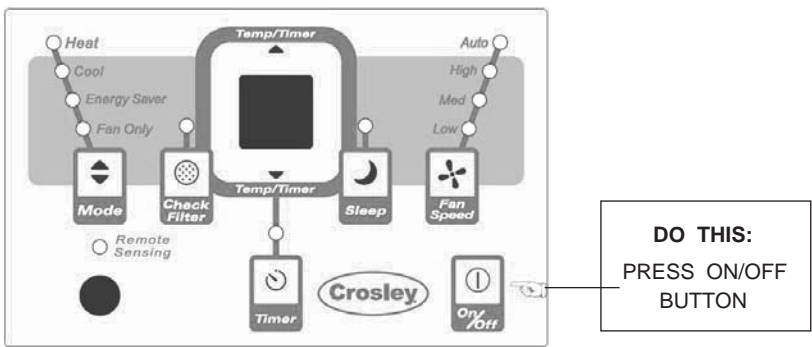 Temp/Timer
Heat
Cool
Energy Saver
Fan Only
Auto
High
Med
Low
Mode
Check
Filter
Temp/Timer
Sleep
Fan
Speed
Remote
Sensing
Timer
Crosley
On/Off
DO THIS:
PRESS ON/OFF
BUTTON